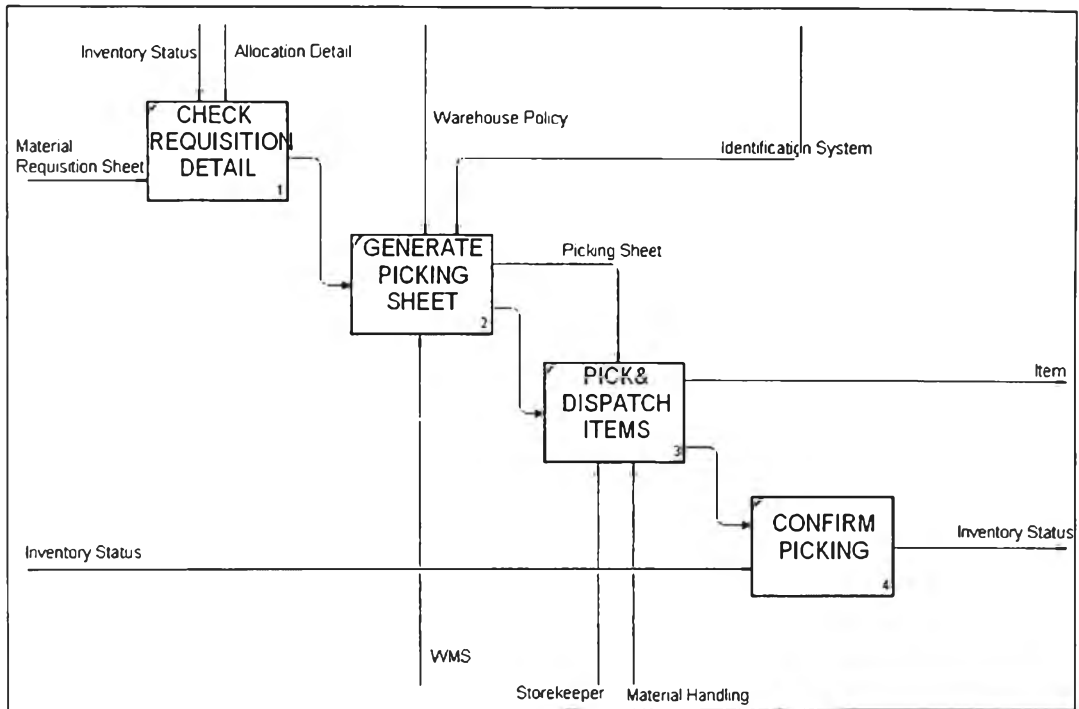 Inventory Status
Allocation Detail
CHECK
REQUISITION
DETAIL
1
Material
Requisition Sheet
Warehouse Policy
Identification System
GENERATE
PICKING
SHEET
2
Picking Sheet
PICK&
DISPATCH
ITEMS
3
Item
CONFIRM
PICKING
4
Inventory Status
Inventory Status
WMS
Storekeeper
Material Handling